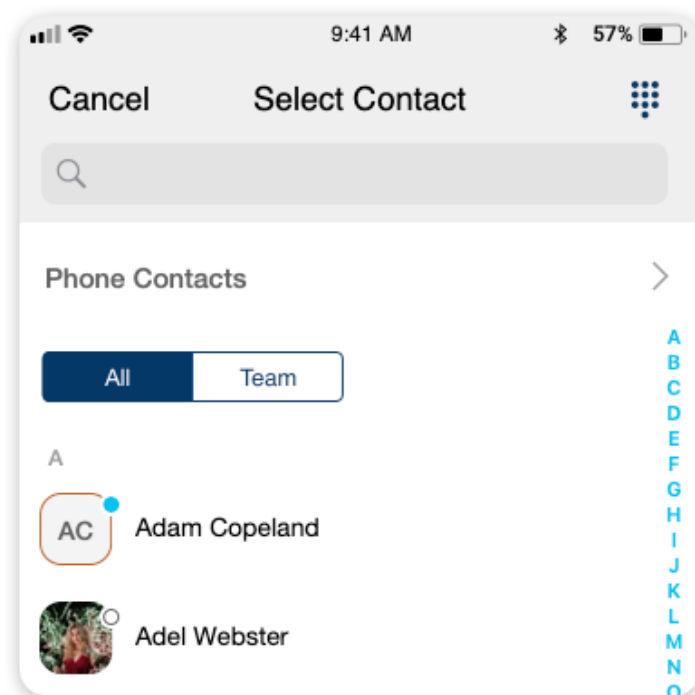 9:41 AM 57%
Cancel Select Contact
Phone Contacts
All Team
A
AC Adam Copeland
Adel Webster
A
B
C
D
E
F
G
H
I
J
K
L
M
N
O